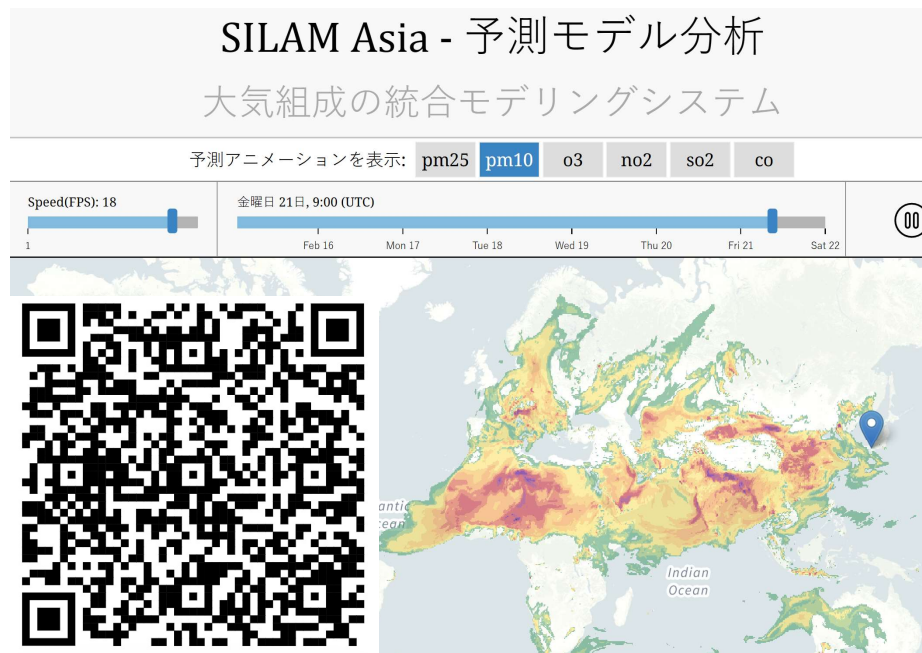 SILAM Asia - 予測モデル分析
大気組成の統合モデリングシステム
予測アニメーションを表示: pm25 pm10 o3 no2 so2 co
Speed(FPS): 18
金曜日 21日, 9:00 (UTC)
1
Feb 16 Mon 17 Tue 18 Wed 19 Thu 20 Fri 21 Sat 22
antic
cean
Indian
Ocean